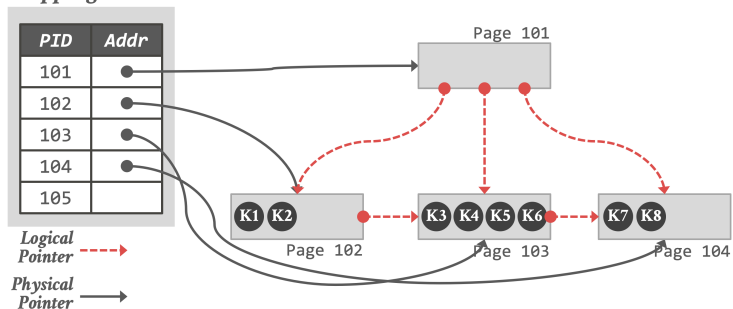 PID Addr
101
102
103
104
105
Page 101
K1 K2
Page 102
K3 K4 K5 K6
Page 103
K7 K8
Page 104
Logical
Pointer
Physical
Pointer